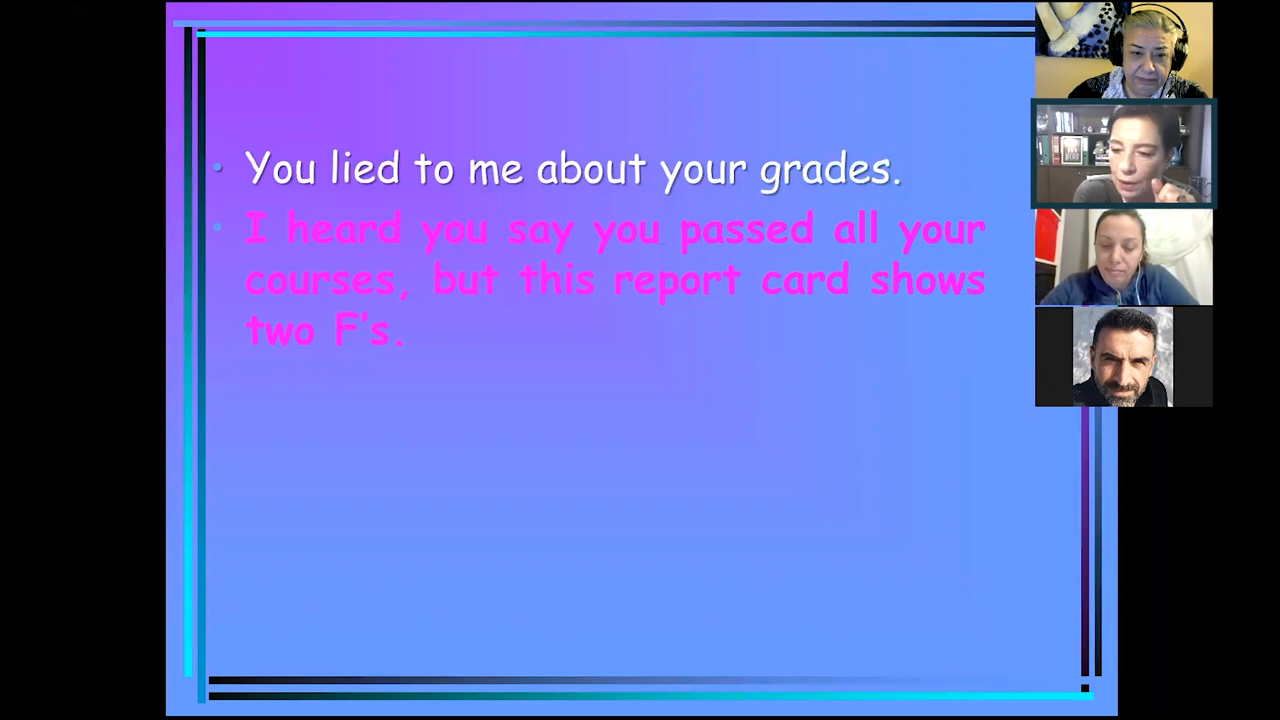 You lied to me about your grades.
I heard you say you passed all your
courses, but this report card shows
two F's.